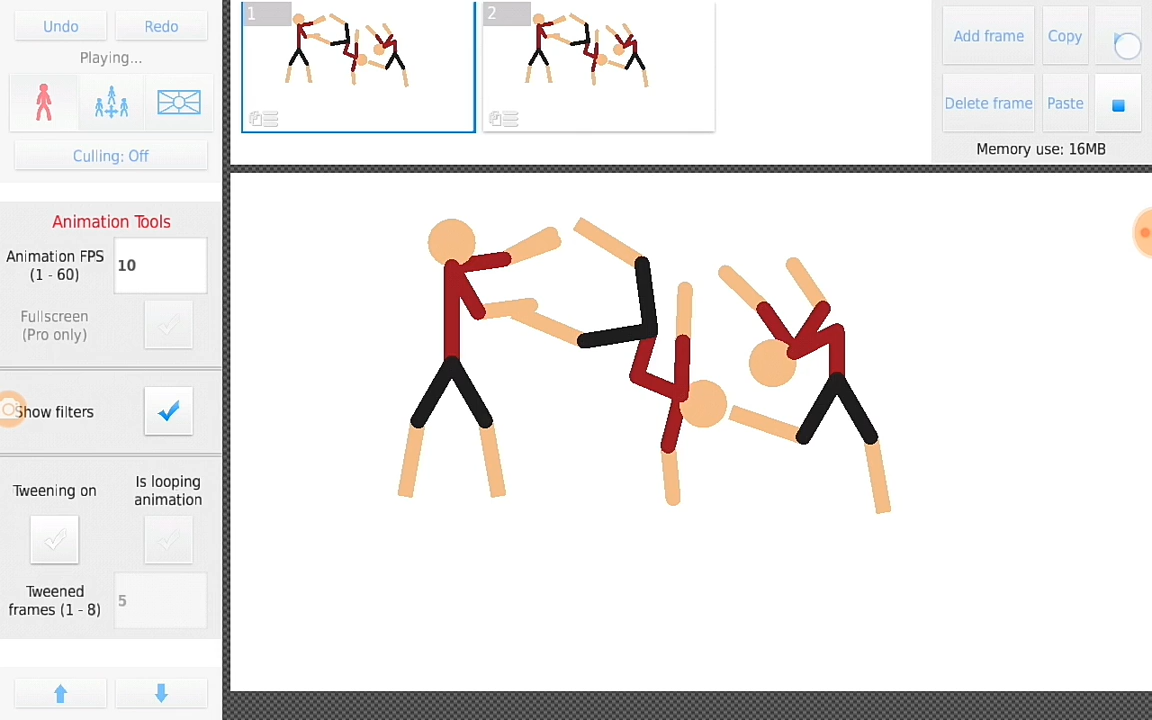 Undo
Redo
Playing...
Culling: Off
Animation Tools
Animation FPS
(1 - 60)
10
Fullscreen
(Pro only)
Show filters
Tweening on
Is looping
animation
Tweened
frames (1 - 8)
5
1
2
Add frame
Copy
Delete frame
Paste
Memory use: 16MB